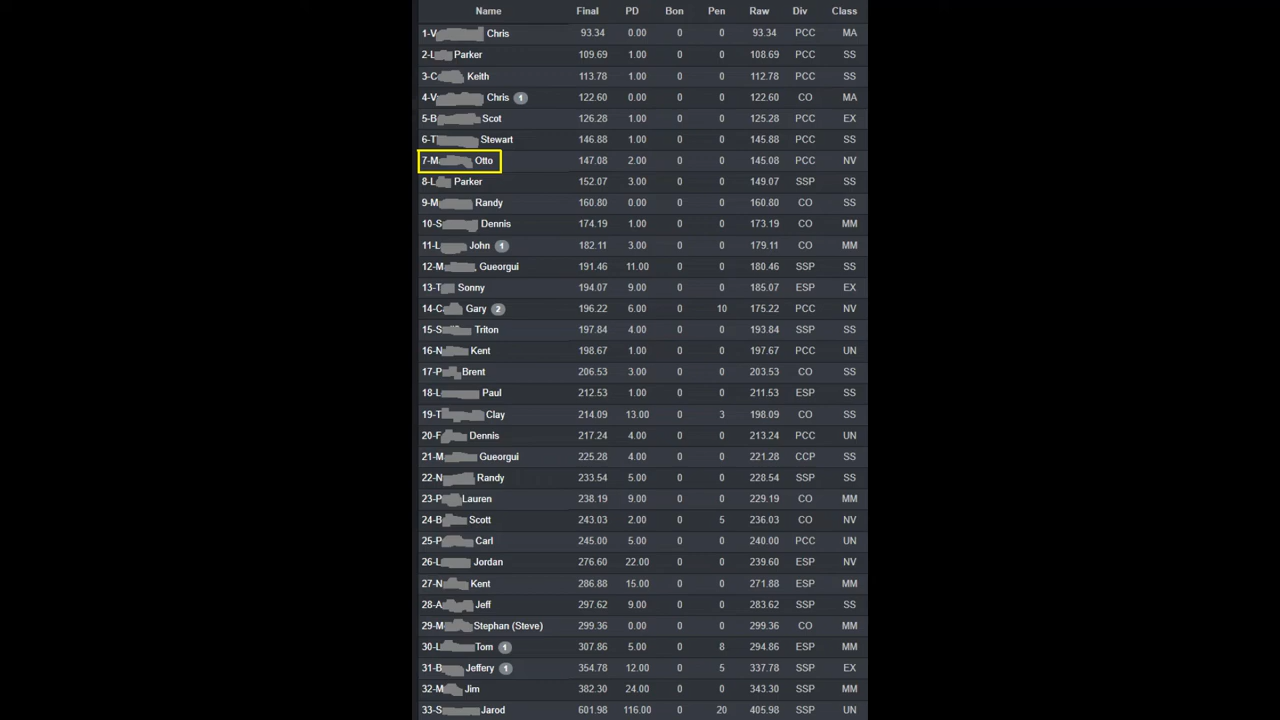 Name Final PD Bon Pen Raw Div Class
1-V Chris 93.34 0.00 0 0 93.34 PCC MA
2-L Parker 109.69 1.00 0 0 108.69 PCC SS
3-C Keith 113.78 1.00 0 0 112.78 PCC SS
4-V Chris 1 122.60 0.00 0 0 122.60 CO MA
5-B Scot 126.28 1.00 0 0 125.28 PCC EX
6-T Stewart 146.88 1.00 0 0 145.88 PCC SS
7-M Otto 147.08 2.00 0 0 145.08 PCC NV
8-L Parker 152.07 3.00 0 0 149.07 SSP SS
9-M Randy 160.80 0.00 0 0 160.80 CO SS
10-S Dennis 174.19 1.00 0 0 173.19 CO MM
11-L John 1 182.11 3.00 0 0 179.11 CO MM
12-M , Gueorgui 191.46 11.00 0 0 180.46 SSP SS
13-T Sonny 194.07 9.00 0 0 185.07 ESP EX
14-C Gary 2 196.22 6.00 0 10 175.22 PCC NV
15-S Triton 197.84 4.00 0 0 193.84 SSP SS
16-N Kent 198.67 1.00 0 0 197.67 PCC UN
17-P Brent 206.53 3.00 0 0 203.53 CO SS
18-L Paul 212.53 1.00 0 0 211.53 ESP SS
19-T Clay 214.09 13.00 0 3 198.09 CO SS
20-F Dennis 217.24 4.00 0 0 213.24 PCC UN
21-M Gueorgui 225.28 4.00 0 0 221.28 CCP SS
22-N Randy 233.54 5.00 0 0 228.54 SSP SS
23-P Lauren 238.19 9.00 0 0 229.19 CO MM
24-B Scott 243.03 2.00 0 5 236.03 CO NV
25-P Carl 245.00 5.00 0 0 240.00 PCC UN
26-L Jordan 276.60 22.00 0 0 239.60 ESP NV
27-N Kent 286.88 15.00 0 0 271.88 ESP MM
28-A Jeff 297.62 9.00 0 0 283.62 SSP SS
29-M Stephan (Steve) 299.36 0.00 0 0 299.36 CO MM
30-L Tom 1 307.86 5.00 0 8 294.86 ESP MM
31-B Jeffery 1 354.78 12.00 0 5 337.78 SSP EX
32-M Jim 382.30 24.00 0 0 343.30 SSP MM
33-S Jarod 601.98 116.00 0 20 405.98 SSP UN